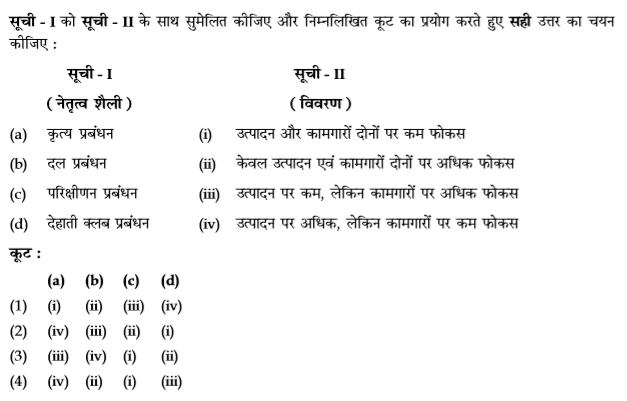 सूची - I को सूची - II के साथ सुमेलित कीजिए और निम्नलिखित कूट का प्रयोग करते हुए सही उत्तर का चयन
कीजिए :
सूची - I सूची - II
( नेतृत्व शैली ) ( विवरण )
(a) कृत्य प्रबंधन (i) उत्पादन और कामगारों दोनों पर कम फोकस
(b) दल प्रबंधन (ii) केवल उत्पादन एवं कामगारों दोनों पर अधिक फोकस
(c) परिक्षीणन प्रबंधन (iii) उत्पादन पर कम, लेकिन कामगारों पर अधिक फोकस
(d) देहाती क्लब प्रबंधन (iv) उत्पादन पर अधिक, लेकिन कामगारों पर कम फोकस
कूट :
(a) (b) (c) (d)
(1) (i) (ii) (iii) (iv)
(2) (iv) (iii) (ii) (i)
(3) (iii) (iv) (i) (ii)
(4) (iv) (ii) (i) (iii)